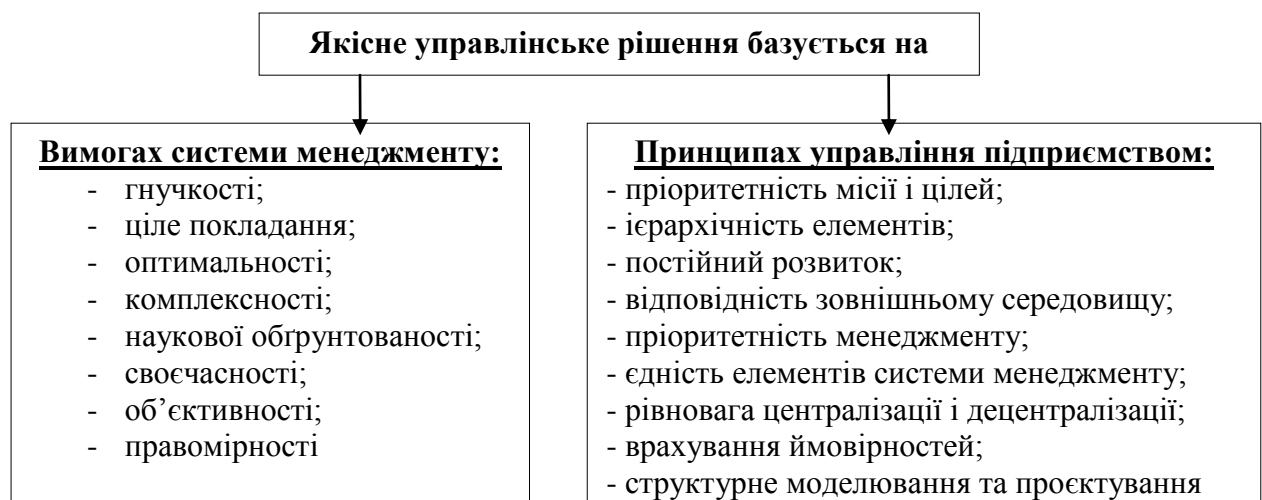 Якісне управлінське рішення базується на
Вимогах системи менеджменту:
- гнучкості;
- ціле покладання;
- оптимальності;
- комплексності;
- наукової обґрунтованості;
- своєчасності;
- об’єктивності;
- правомірності
Принципах управління підприємством:
- пріоритетність місії і цілей;
- ієрархічність елементів;
- постійний розвиток;
- відповідність зовнішньому середовищу;
- пріоритетність менеджменту;
- єдність елементів системи менеджменту;
- рівновага централізації і децентралізації;
- врахування ймовірностей;
- структурне моделювання та проєктування